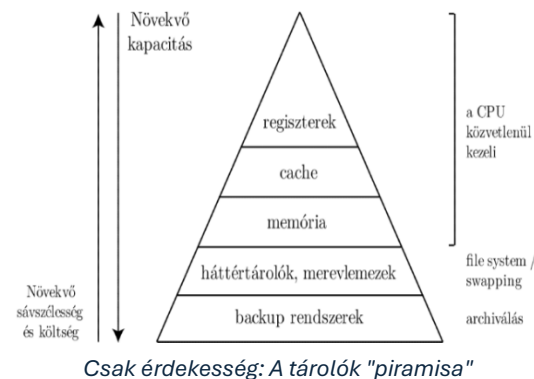 Növekvő
kapacitás
regiszterek
cache
memória
háttértárolók, merevlemezek
backup rendszerek
a CPU
közvetlenül
kezeli
file system /
swapping
archiválás
Növekvő
sávszélesség
és költség
Csak érdekesség: A tárolók "piramisa"